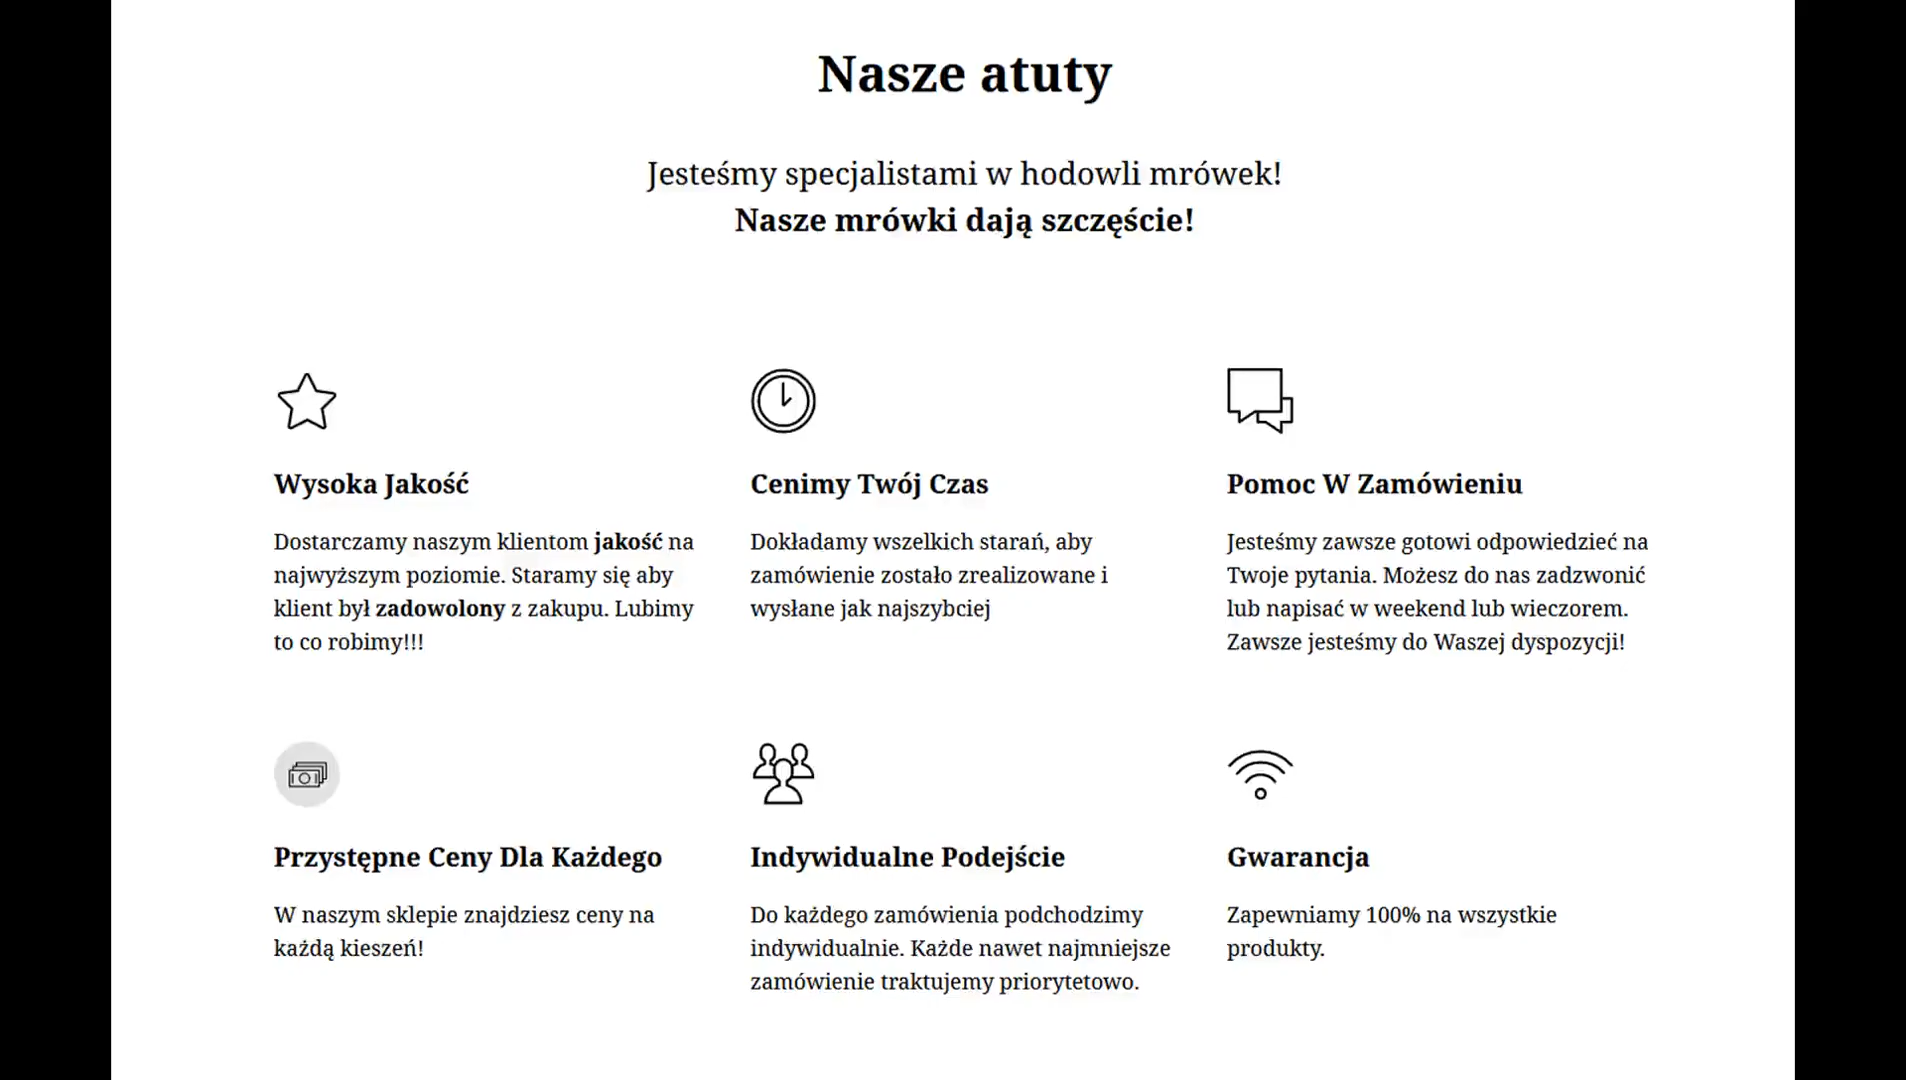 Nasze atuty
Jesteśmy specjalistami w hodowli mrówek!
Nasze mrówki dają szczęście!
Wysoka Jakość
Dostarczamy naszym klientom jakość na
najwyższym poziomie. Staramy się aby
klient był zadowolony z zakupu. Lubimy
to co robimy!!!
Cenimy Twój Czas
Dokładamy wszelkich starań, aby
zamówienie zostało zrealizowane i
wysłane jak najszybciej
Pomoc W Zamówieniu
Jesteśmy zawsze gotowi odpowiedzieć na
Twoje pytania. Możesz do nas zadzwonić
lub napisać w weekend lub wieczorem.
Zawsze jesteśmy do Waszej dyspozycji!
Przystępne Ceny Dla Każdego
W naszym sklepie znajdziesz ceny na
każdą kieszeń!
Indywidualne Podejście
Do każdego zamówienia podchodzimy
indywidualnie. Każde nawet najmniejsze
zamówienie traktujemy priorytetowo.
Gwarancja
Zapewniamy 100% na wszystkie
produkty.